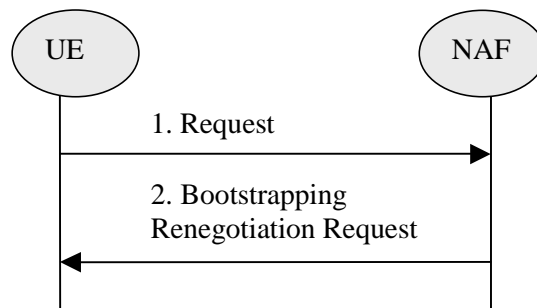 UE
NAF
1. Request
2. Bootstrapping
Renegotiation Request